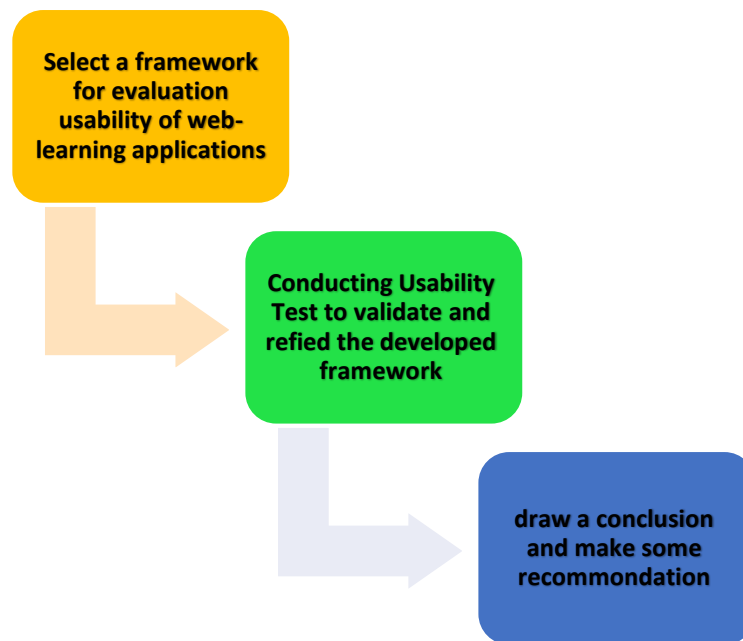 Select a framework
for evaluation
usability of web-
learning applications
Conducting Usability
Test to validate and
refied the developed
framework
draw a conclusion
and make some
recommondation